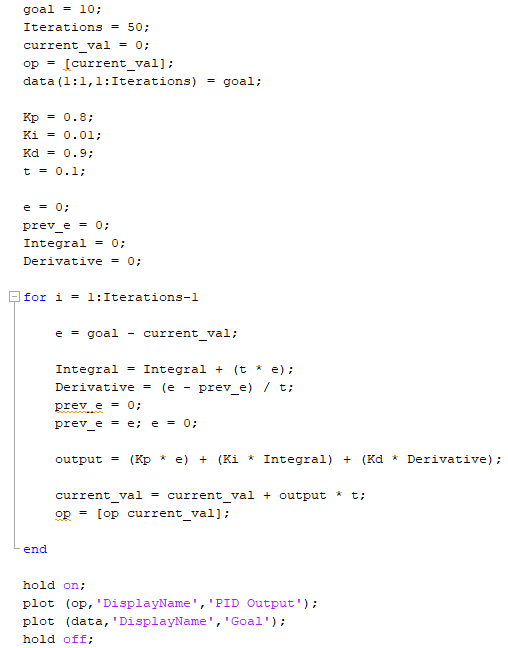 goal = 10;
Iterations = 50;
current_val = 0;
op = [current_val];
data(1:1,1:Iterations) = goal;

Kp = 0.8;
Ki = 0.01;
Kd = 0.9;
t = 0.1;

e = 0;
prev_e = 0;
Integral = 0;
Derivative = 0;

for i = 1:Iterations-1

    e = goal - current_val;

    Integral = Integral + (t * e);
    Derivative = (e - prev_e) / t;
    prev_e = 0;
    prev_e = e; e = 0;

    output = (Kp * e) + (Ki * Integral) + (Kd * Derivative);

    current_val = current_val + output * t;
    op = [op current_val];

end

hold on;
plot (op,'DisplayName','PID Output');
plot (data,'DisplayName','Goal');
hold off;